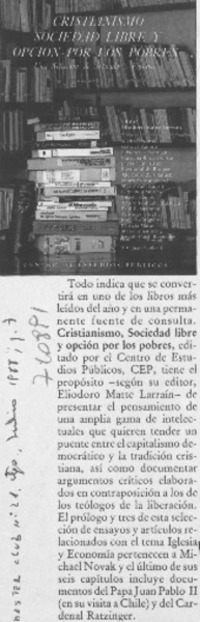 CRISTIANISMO
SOCIEDAD LIBRE Y
OPCION POR LOS POBRES
CENTRO DE ESTUDIOS PUBLICOS
Todo indica que se conver-
tirá en uno de los libros más
leídos del año y en una perma-
nente fuente de consulta.
Cristianismo, Sociedad libre
y opción por los pobres, edi-
tado por el Centro de Estu-
dios Públicos, CEP, tiene el
propósito -según su editor,
Eliodoro Matte Larraín- de
presentar el pensamiento de
una amplia gama de intelec-
tuales que quieren tender un
puente entre el capitalismo de-
mocrático y la tradición cris-
tiana, así como documentar
argumentos críticos elabora-
dos en contraposición a los de
los teólogos de la liberación.
El prólogo y tres de esta selec-
ción de ensayos y artículos re-
lacionados con el tema Iglesia
y Economía pertenecen a Mi-
chael Novak y el último de sus
seis capítulos incluye docu-
mentos del Papa Juan Pablo II
(en su visita a Chile) y del Car-
denal Ratzinger.